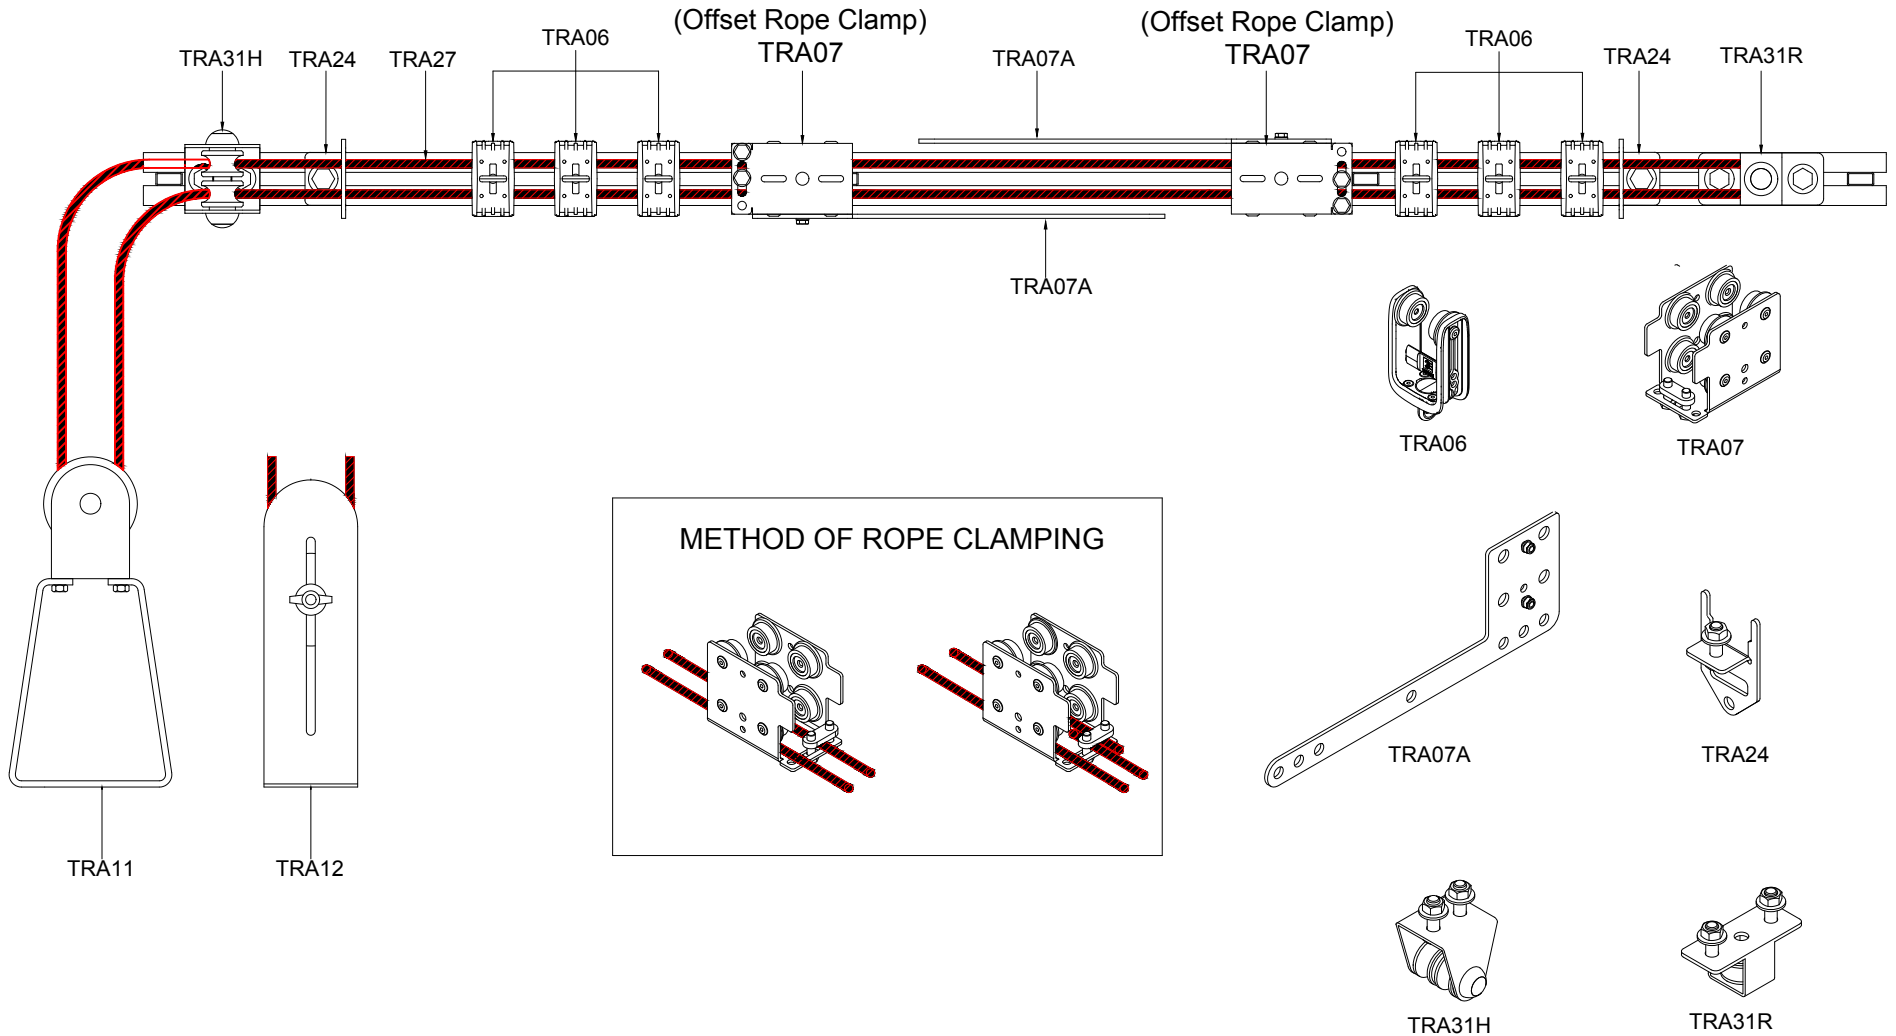 (Offset Rope Clamp)
TRA07
(Offset Rope Clamp)
TRA07
TRA31H
TRA24
TRA27
TRA06
TRA07A
TRA06
TRA24
TRA31R
TRA07A
TRA06
TRA07
METHOD OF ROPE CLAMPING
TRA07A
TRA24
TRA11
TRA12
TRA31H
TRA31R